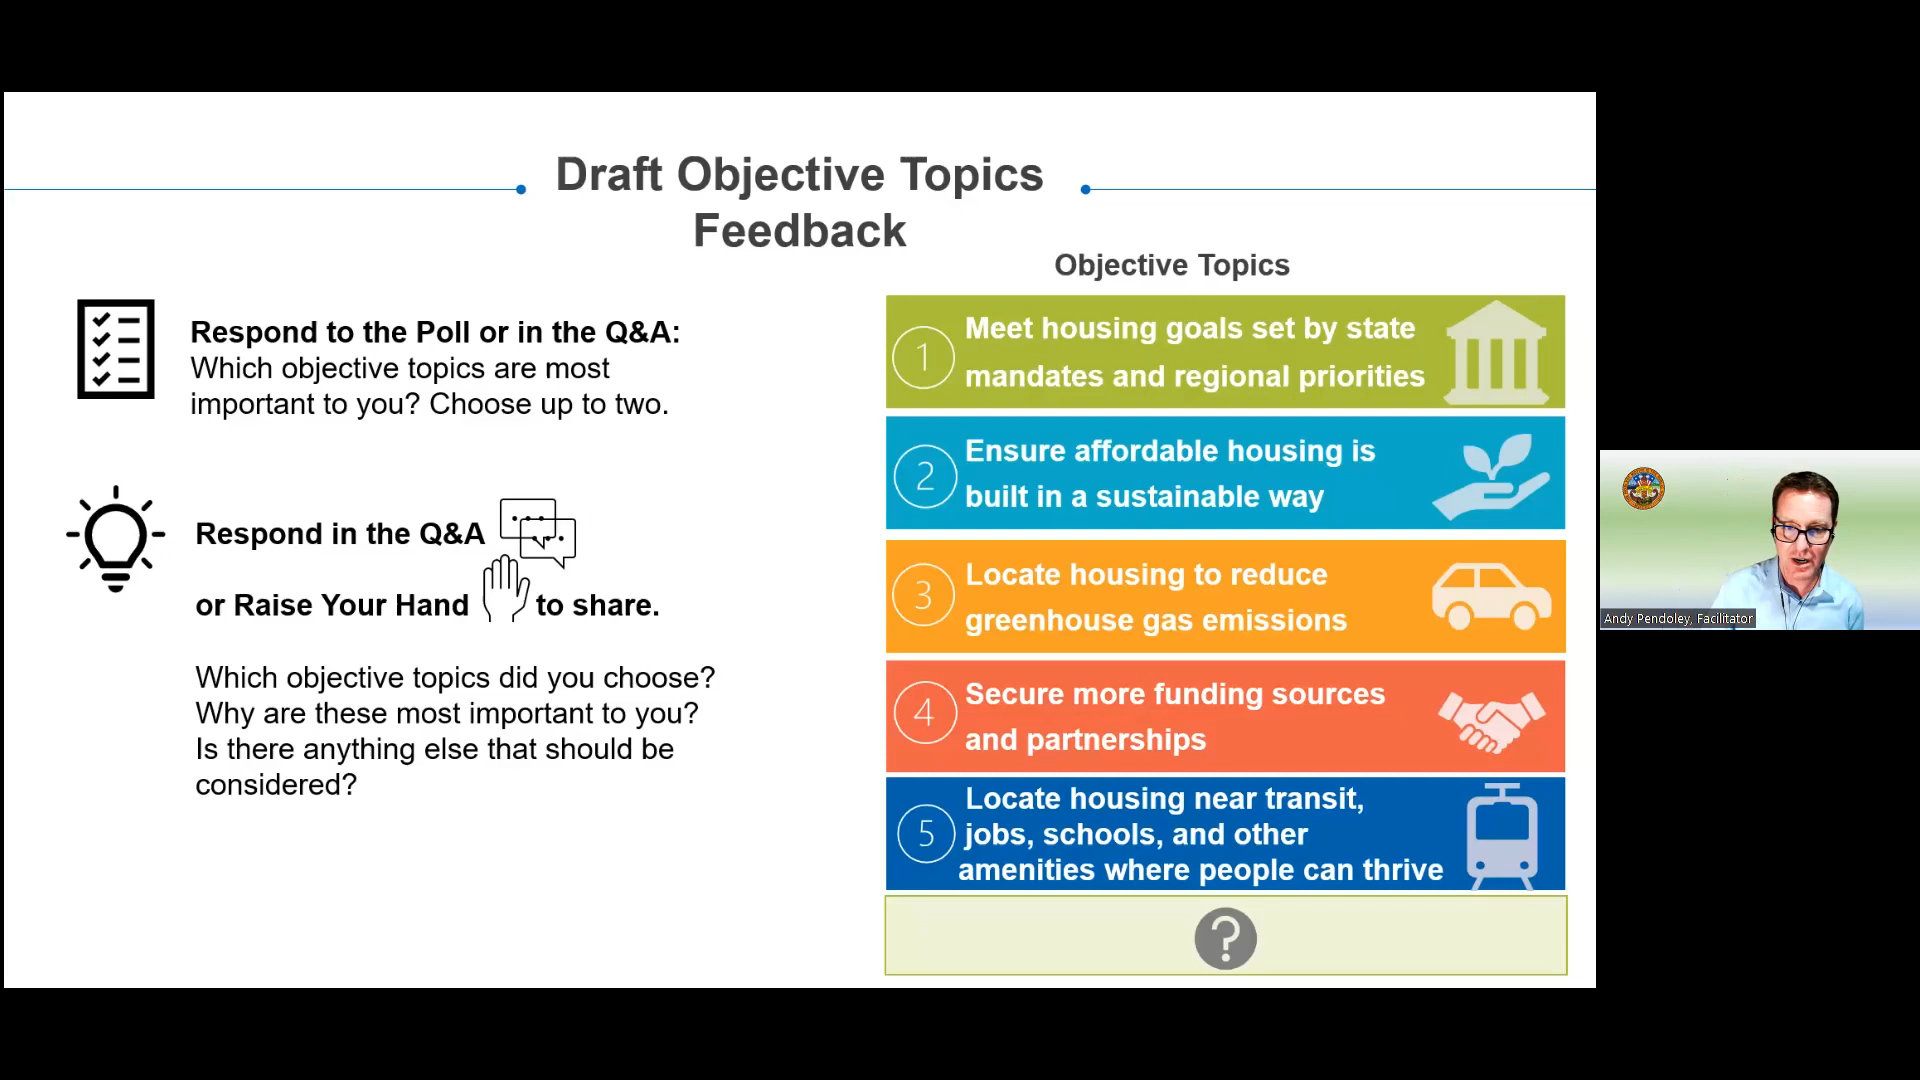 Draft Objective Topics
Feedback
Respond to the Poll or in the Q&A:
Which objective topics are most
important to you? Choose up to two.
Respond in the Q&A
or Raise Your Hand to share.
Which objective topics did you choose?
Why are these most important to you?
Is there anything else that should be
considered?
Objective Topics
1 Meet housing goals set by state
mandates and regional priorities
2 Ensure affordable housing is
built in a sustainable way
3 Locate housing to reduce
greenhouse gas emissions
4 Secure more funding sources
and partnerships
5 Locate housing near transit,
jobs, schools, and other
amenities where people can thrive
?
Andy Pendoley, Facilitator